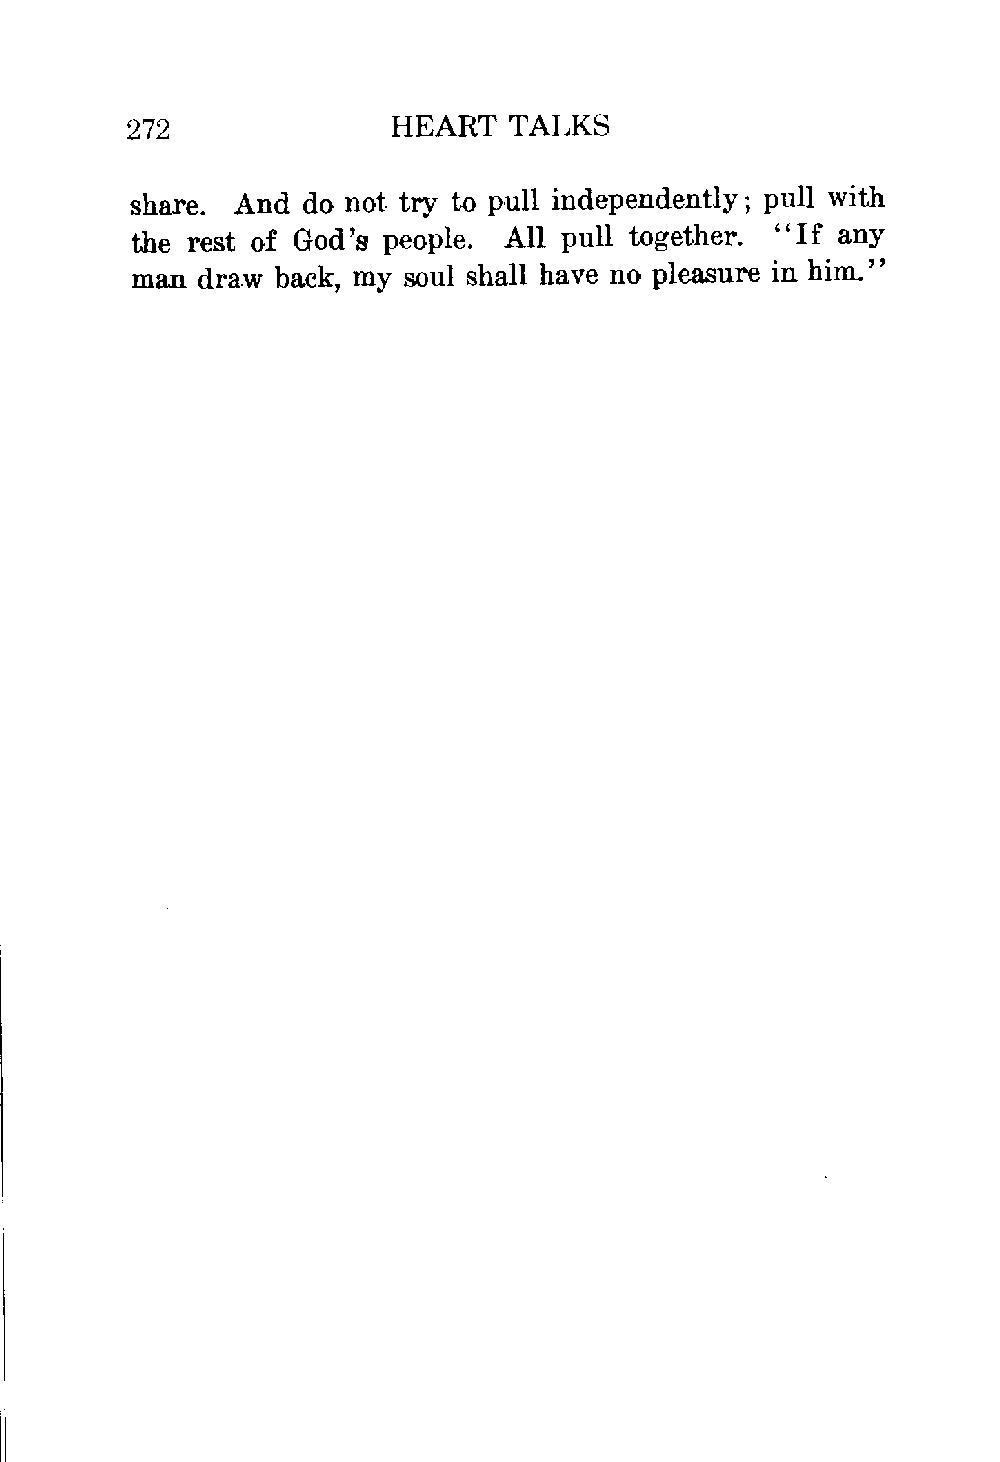 272 HEART TALKS
share. And do not try to pull independently; pull with
the rest of God's people. All pull together. "If any
man draw back, my soul shall have no pleasure in him."